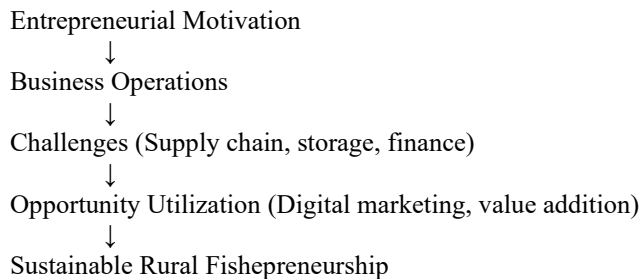 Entrepreneurial Motivation
↓
Business Operations
↓
Challenges (Supply chain, storage, finance)
↓
Opportunity Utilization (Digital marketing, value addition)
↓
Sustainable Rural Fishepreneurship